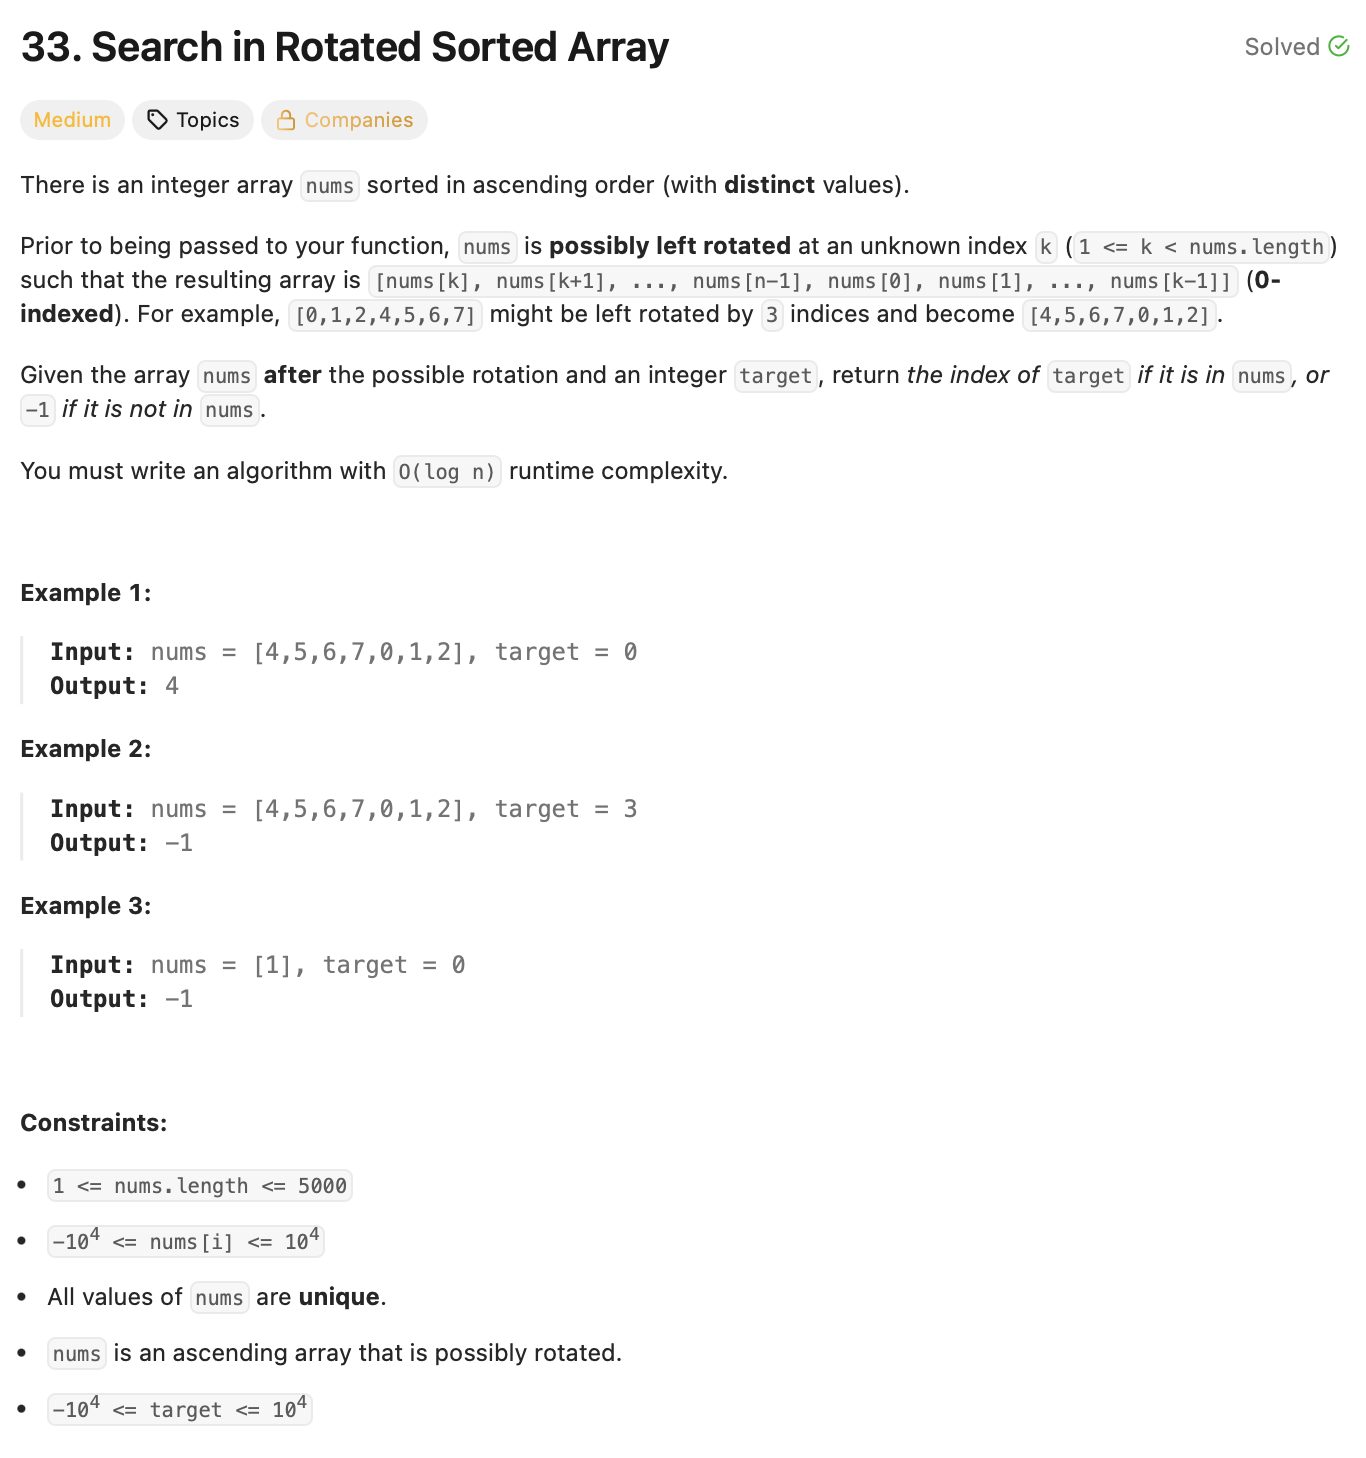 33. Search in Rotated Sorted Array
Solved
Medium
Topics
Companies
There is an integer array nums sorted in ascending order (with distinct values).
Prior to being passed to your function, nums is possibly left rotated at an unknown index k (1 <= k < nums.length)
such that the resulting array is [nums[k], nums[k+1], ..., nums[n-1], nums[0], nums[1], ..., nums[k-1]] (0-
indexed). For example, [0,1,2,4,5,6,7] might be left rotated by 3 indices and become [4,5,6,7,0,1,2].
Given the array nums after the possible rotation and an integer target, return the index of target if it is in nums, or
-1 if it is not in nums.
You must write an algorithm with O(log n) runtime complexity.
Example 1:
Input: nums = [4,5,6,7,0,1,2], target = 0
Output: 4
Example 2:
Input: nums = [4,5,6,7,0,1,2], target = 3
Output: -1
Example 3:
Input: nums = [1], target = 0
Output: -1
Constraints:
• 1 <= nums.length <= 5000
• -10⁴ <= nums[i] <= 10⁴
• All values of nums are unique.
• nums is an ascending array that is possibly rotated.
• -10⁴ <= target <= 10⁴